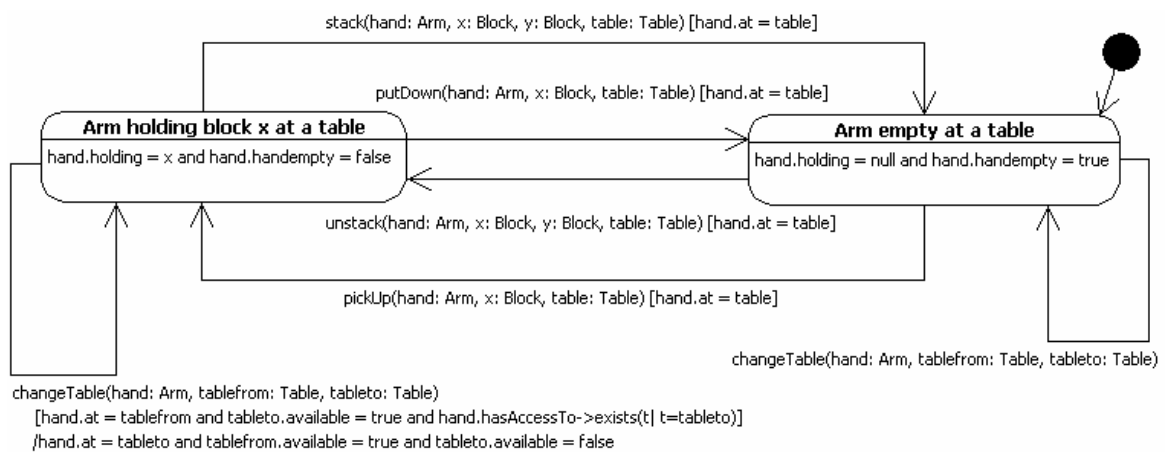 stack(hand: Arm, x: Block, y: Block, table: Table) [hand.at = table]
putDown(hand: Arm, x: Block, table: Table) [hand.at = table]
Arm holding block x at a table
hand.holding = x and hand.handempty = false
Arm empty at a table
hand.holding = null and hand.handempty = true
unstack(hand: Arm, x: Block, y: Block, table: Table) [hand.at = table]
pickUp(hand: Arm, x: Block, table: Table) [hand.at = table]
changeTable(hand: Arm, tablefrom: Table, tableto: Table)
changeTable(hand: Arm, tablefrom: Table, tableto: Table)
[hand.at = tablefrom and tableto.available = true and hand.hasAccessTo->exists(t| t=tableto)]
/hand.at = tableto and tablefrom.available = true and tableto.available = false